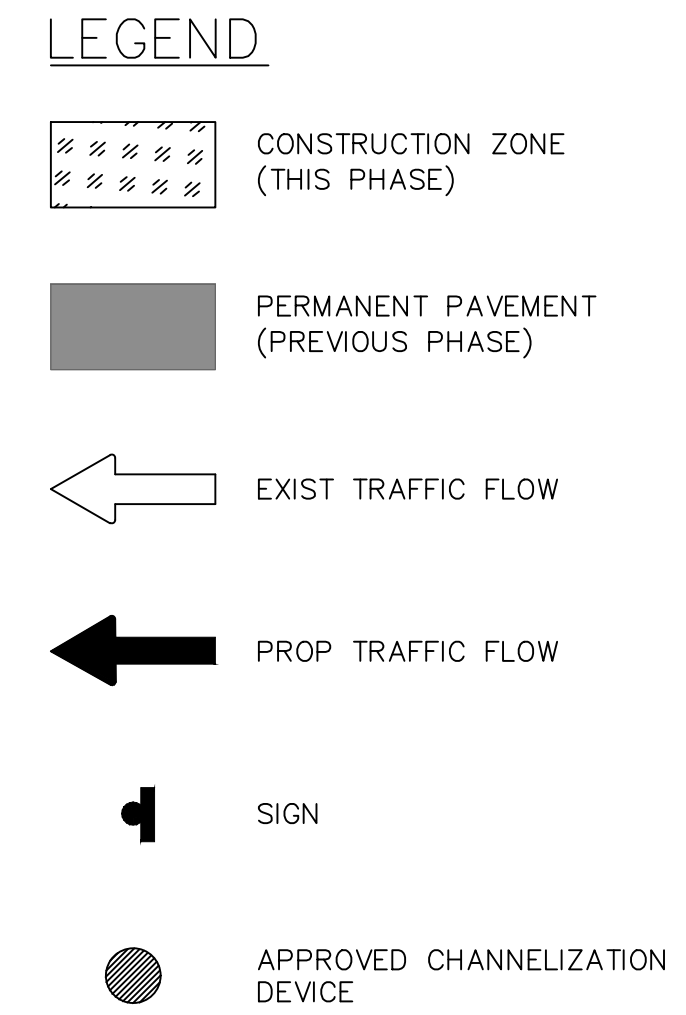 LEGEND
CONSTRUCTION ZONE
(THIS PHASE)
PERMANENT PAVEMENT
(PREVIOUS PHASE)
EXIST TRAFFIC FLOW
PROP TRAFFIC FLOW
SIGN
APPROVED CHANNELIZATION
DEVICE